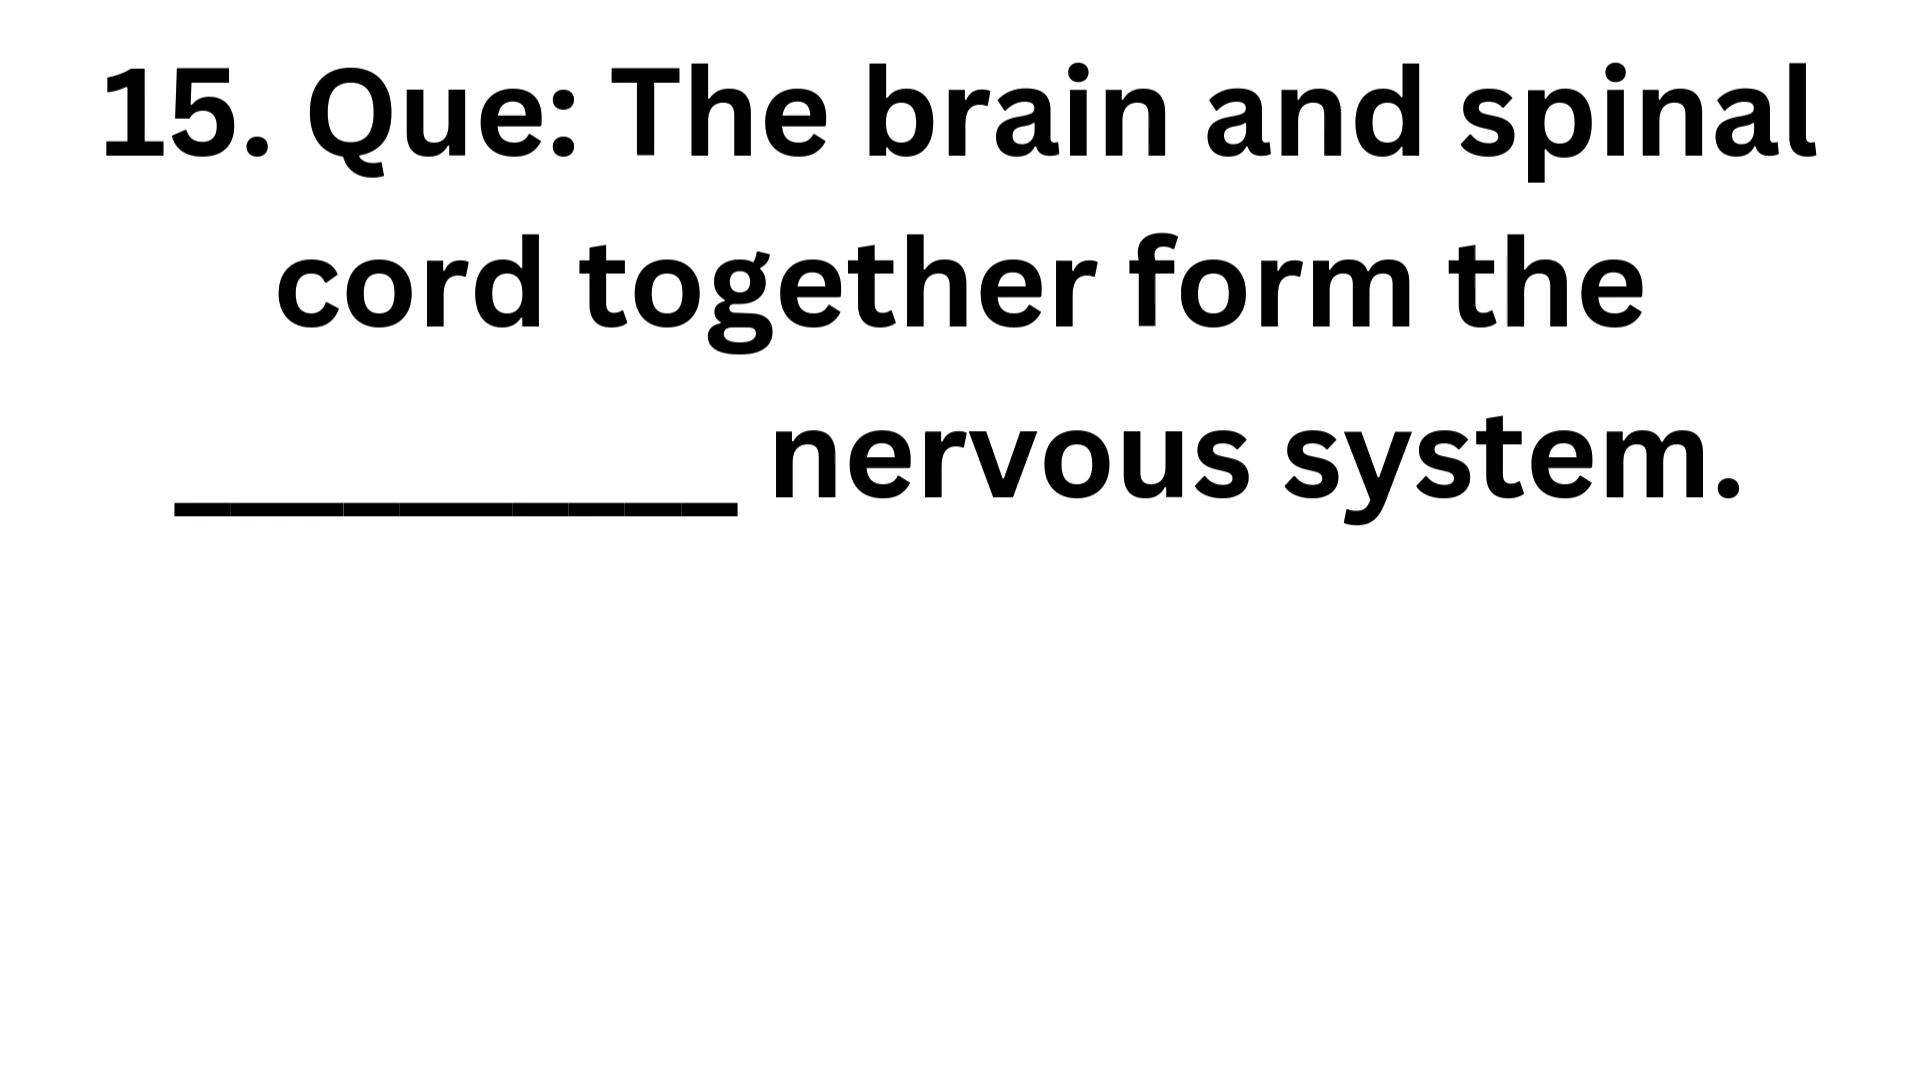 15. Que: The brain and spinal
cord together form the
__________ nervous system.